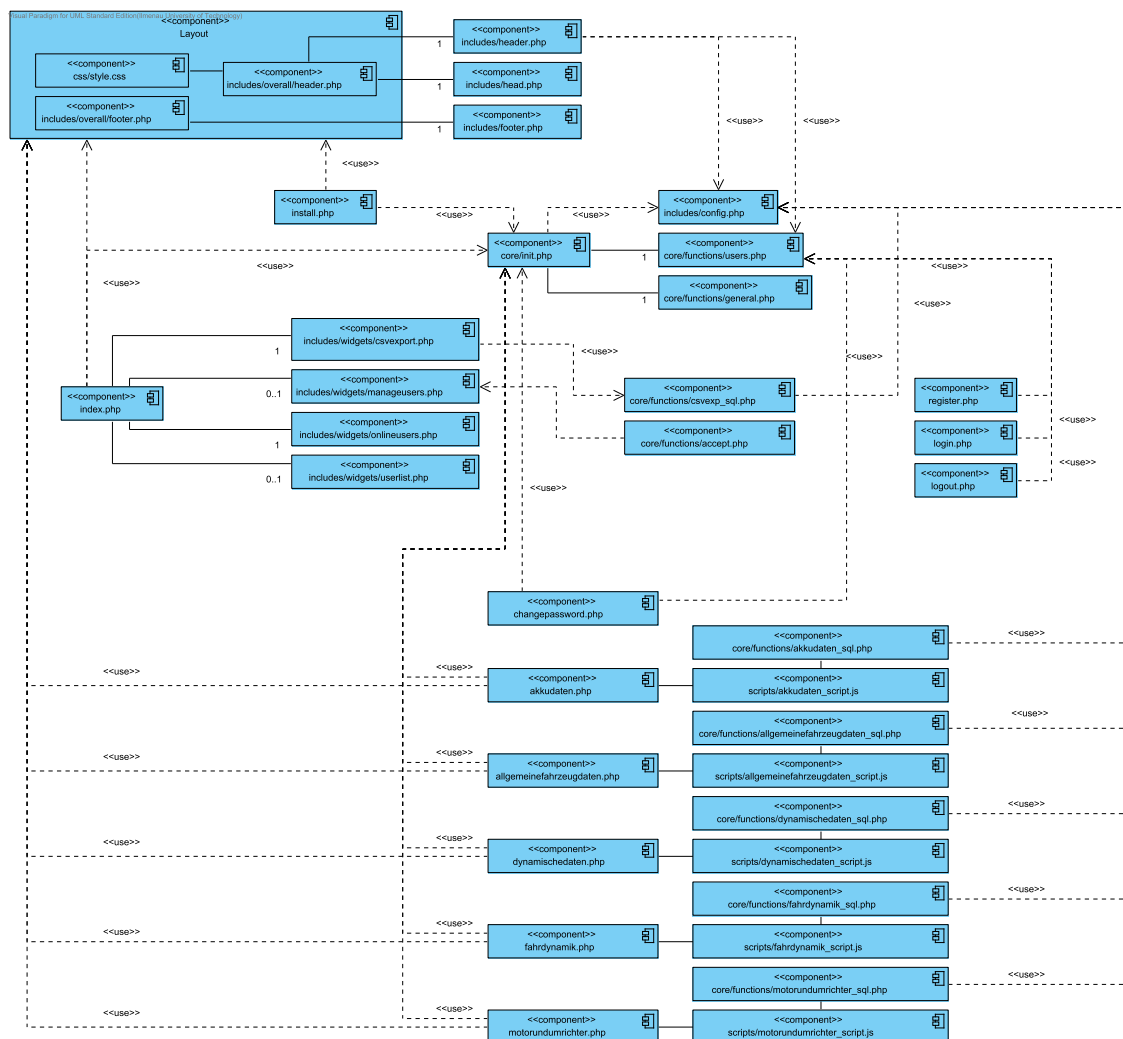 Visual Paradigm for UML Standard Edition(Ilmenau University of Technology)
<<component>>
Layout
<<component>>
css/style.css
<<component>>
includes/overall/header.php
<<component>>
includes/overall/footer.php
<<component>>
includes/header.php
1
<<component>>
includes/head.php
1
<<component>>
includes/footer.php
1
<<use>>
<<use>>
<<use>>
<<component>>
install.php
<<use>>
<<use>>
<<component>>
includes/config.php
<<component>>
core/init.php
<<component>>
core/functions/users.php
1
<<component>>
core/functions/general.php
1
<<use>>
<<use>>
<<use>>
<<use>>
<<component>>
includes/widgets/csvexport.php
1
<<use>>
<<use>>
<<component>>
includes/widgets/manageusers.php
0..1
<<component>>
index.php
<<component>>
includes/widgets/onlineusers.php
1
<<component>>
includes/widgets/userlist.php
0..1
<<component>>
core/functions/csvexp_sql.php
<<component>>
core/functions/accept.php
<<use>>
<<component>>
register.php
<<use>>
<<component>>
login.php
<<use>>
<<component>>
logout.php
<<use>>
<<use>>
<<component>>
changepassword.php
<<component>>
core/functions/akkudaten_sql.php
<<use>>
<<use>>
<<use>>
<<component>>
akkudaten.php
<<component>>
scripts/akkudaten_script.js
<<component>>
core/functions/allgemeinefahrzeugdaten_sql.php
<<use>>
<<use>>
<<use>>
<<component>>
allgemeinefahrzeugdaten.php
<<component>>
scripts/allgemeinefahrzeugdaten_script.js
<<component>>
core/functions/dynamischedaten_sql.php
<<use>>
<<use>>
<<use>>
<<component>>
dynamischedaten.php
<<component>>
scripts/dynamischedaten_script.js
<<component>>
core/functions/fahrdynamik_sql.php
<<use>>
<<use>>
<<use>>
<<component>>
fahrdynamik.php
<<component>>
scripts/fahrdynamik_script.js
<<component>>
core/functions/motorundumrichter_sql.php
<<use>>
<<use>>
<<use>>
<<component>>
motorundumrichter.php
<<component>>
scripts/motorundumrichter_script.js